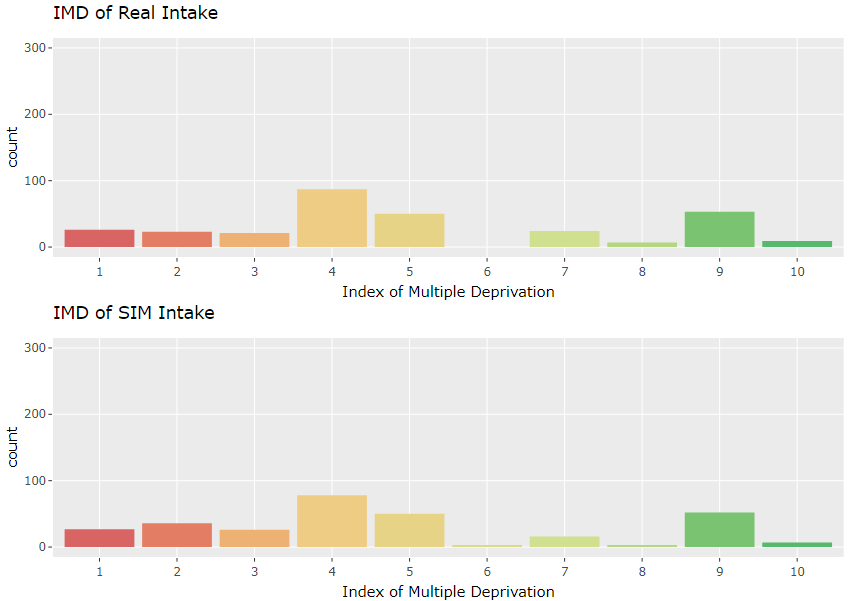 IMD of Real Intake
300
200
100
0
count
1 2 3 4 5 6 7 8 9 10
Index of Multiple Deprivation
IMD of SIM Intake
300
200
100
0
count
1 2 3 4 5 6 7 8 9 10
Index of Multiple Deprivation